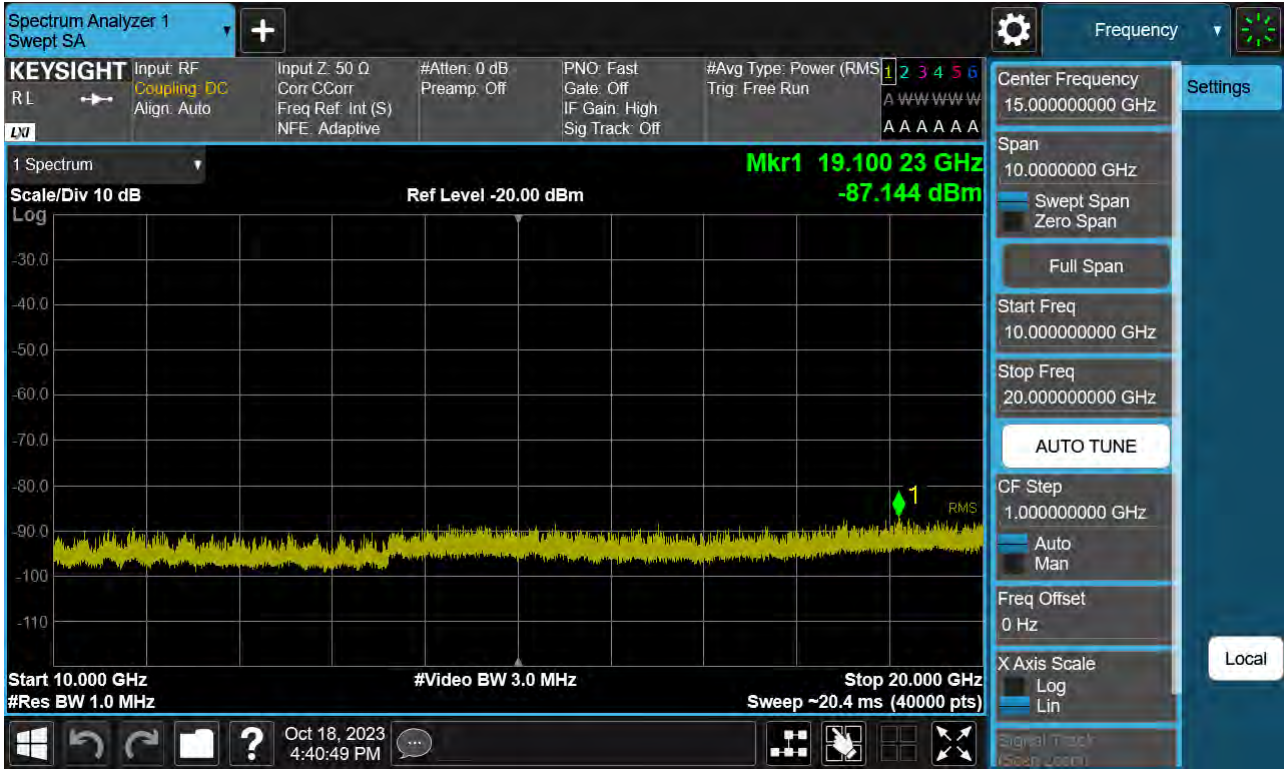 Spectrum Analyzer 1
Swept SA
Frequency
KEYSIGHT
R L
LXI
Input: RF
Coupling: DC
Align: Auto
Input Z: 50 Ω
Corr CCorr
Freq Ref: Int (S)
NFE: Adaptive
#Atten: 0 dB
Preamp: Off
PNO: Fast
Gate: Off
IF Gain: High
Sig Track: Off
#Avg Type: Power (RMS
Trig: Free Run
1 2 3 4 5 6
A W W W W W
A A A A A A
1 Spectrum
Mkr1 19.100 23 GHz
-87.144 dBm
Scale/Div 10 dB
Ref Level -20.00 dBm
Log
-30.0
-40.0
-50.0
-60.0
-70.0
-80.0
-90.0
-100
-110
1
RMS
Start 10.000 GHz
#Video BW 3.0 MHz
Stop 20.000 GHz
#Res BW 1.0 MHz
Sweep ~20.4 ms (40000 pts)
Oct 18, 2023
4:40:49 PM
Center Frequency
15.000000000 GHz
Settings
Span
10.0000000 GHz
Swept Span
Zero Span
Full Span
Start Freq
10.000000000 GHz
Stop Freq
20.000000000 GHz
AUTO TUNE
CF Step
1.000000000 GHz
Auto
Man
Freq Offset
0 Hz
X Axis Scale
Log
Lin
Local
Signal Track
(Span Zoom)